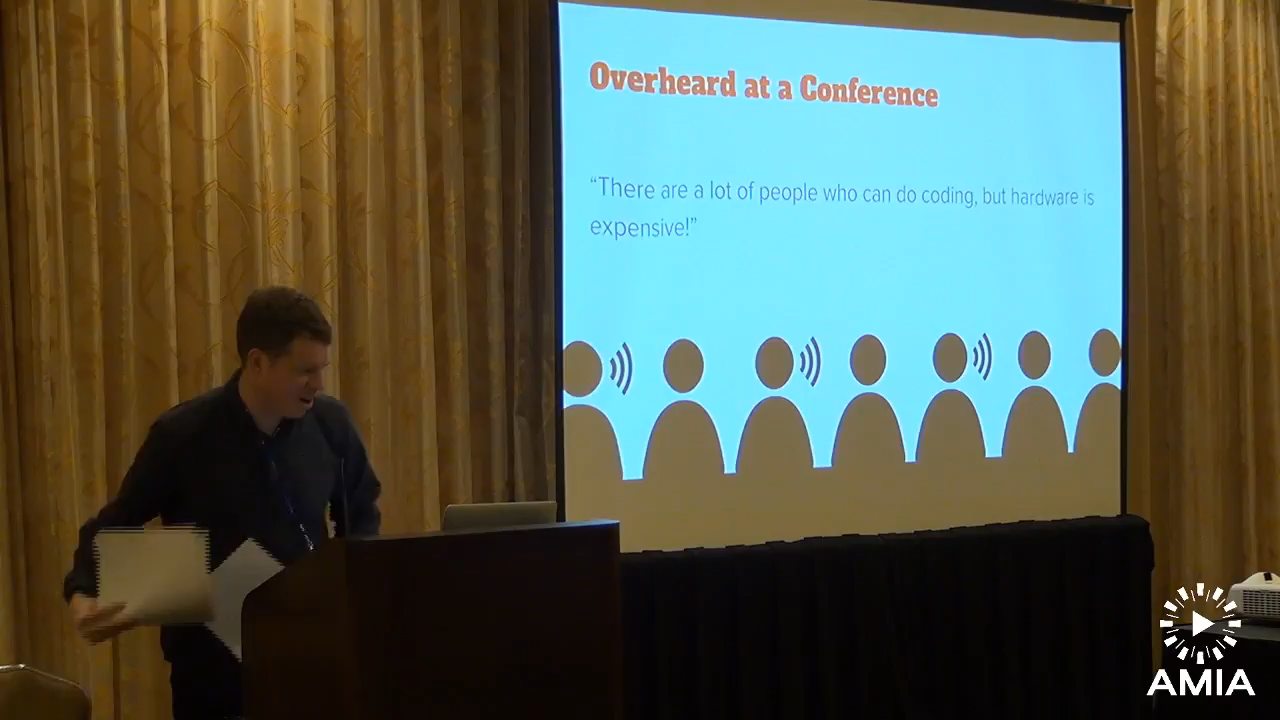 Overheard at a Conference
“There are a lot of people who can do coding, but hardware is
expensive!”
AMIA